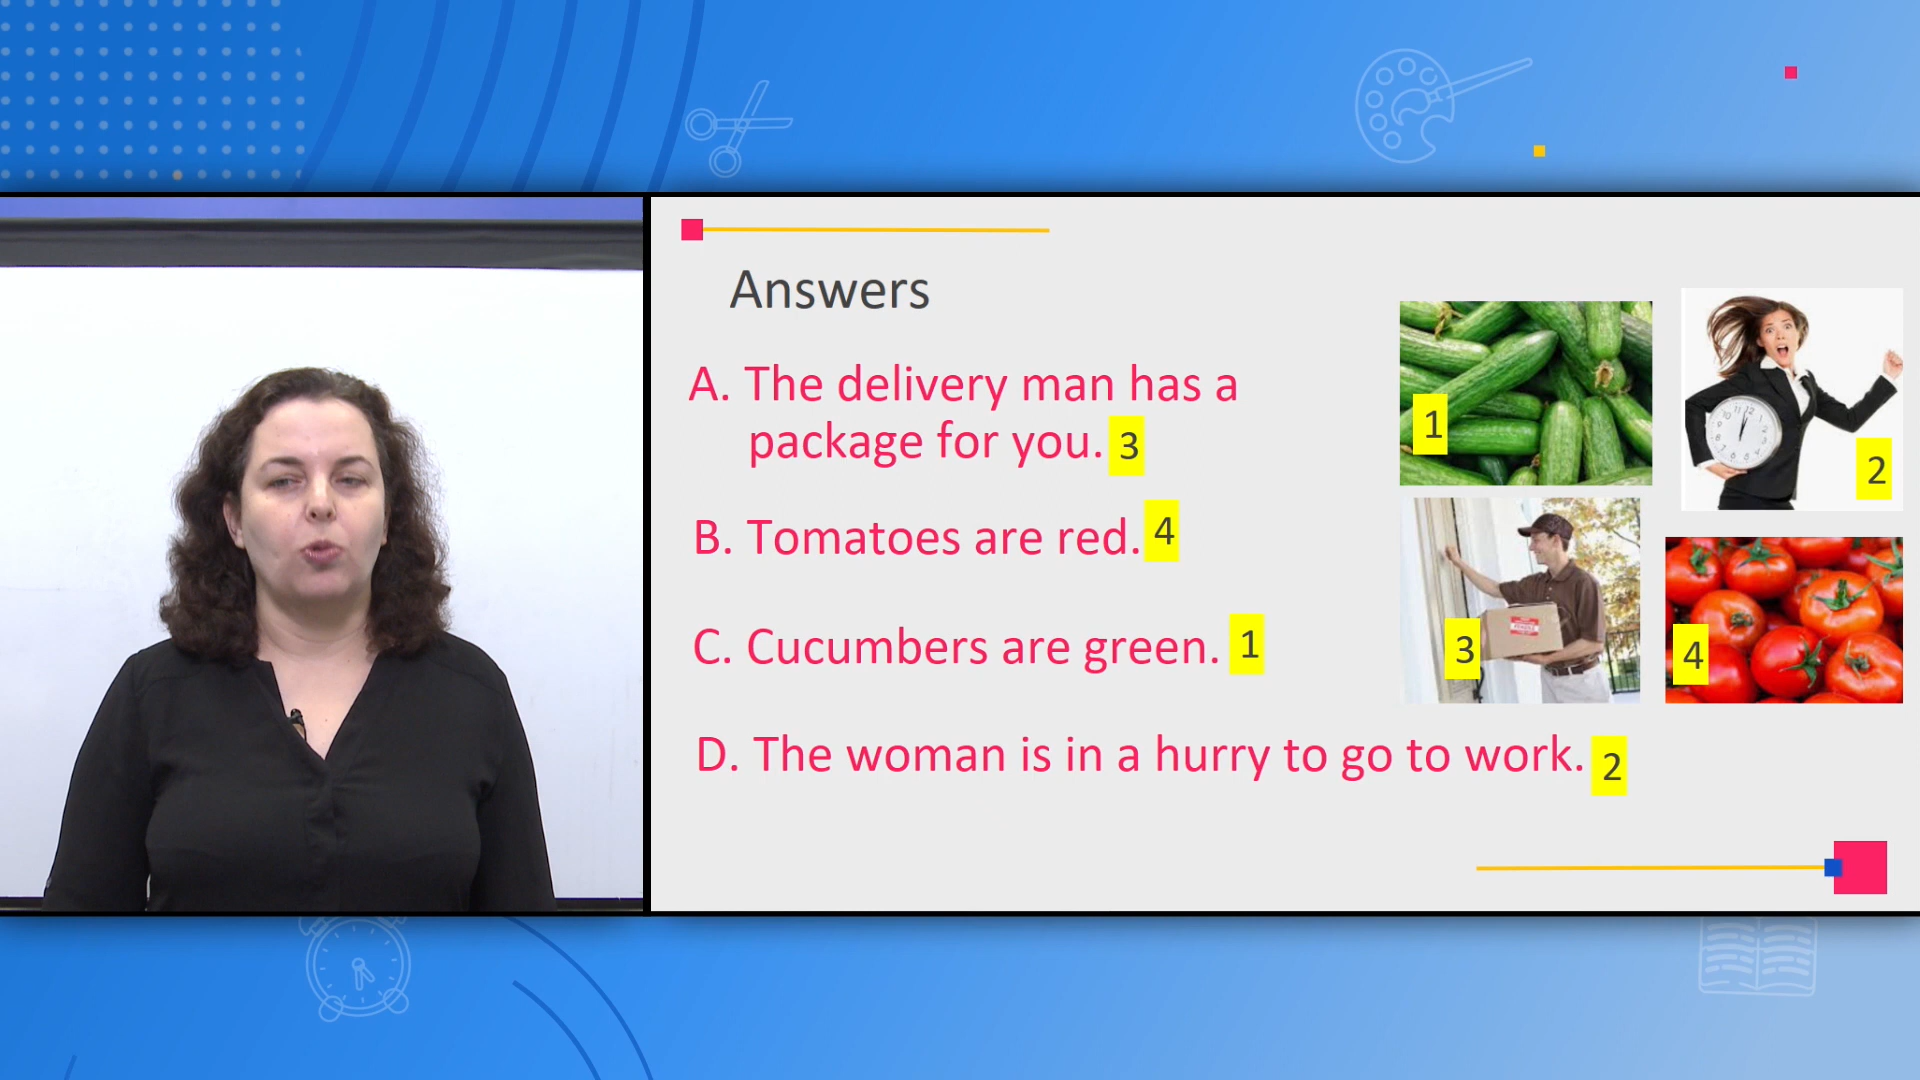 Answers
A. The delivery man has a
package for you. 3
B. Tomatoes are red. 4
C. Cucumbers are green. 1
D. The woman is in a hurry to go to work. 2
1
2
3
4